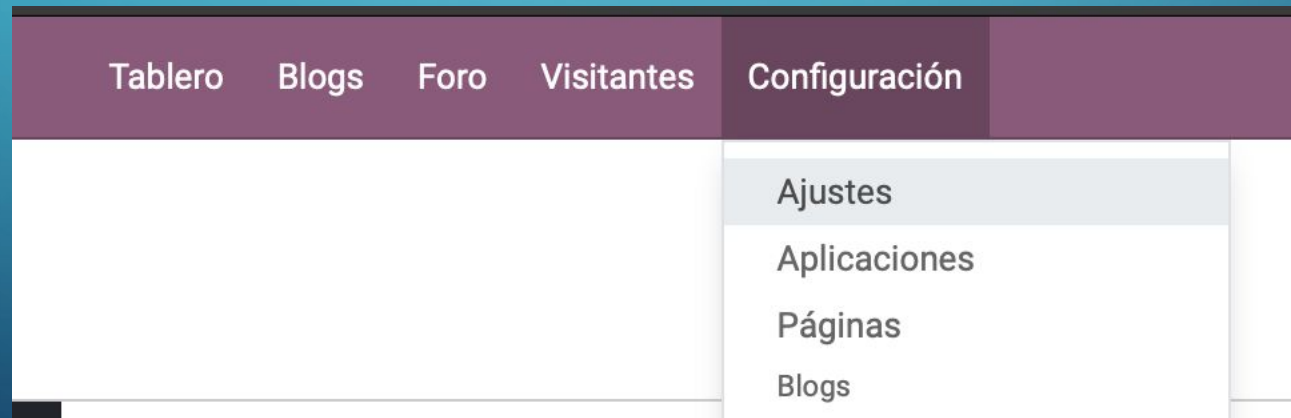 Tablero Blogs Foro Visitantes Configuración
Ajustes
Aplicaciones
Páginas
Blogs